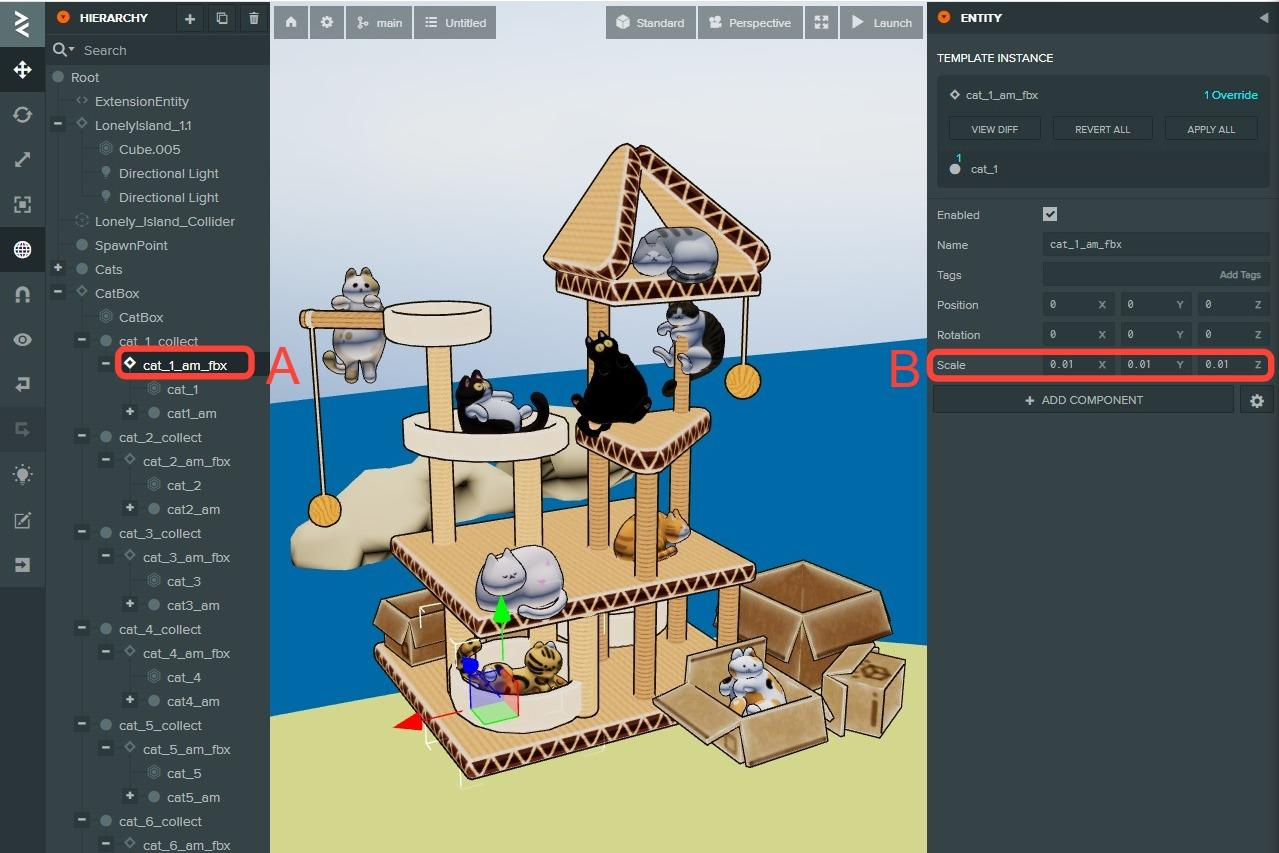 HIERARCHY
Search
Root
ExtensionEntity
LonelyIsland_1.1
Cube.005
Directional Light
Directional Light
Lonely_Island_Collider
SpawnPoint
Cats
CatBox
CatBox
cat_1_collect
cat_1_am_fbx
cat_1
cat1_am
cat_2_collect
cat_2_am_fbx
cat_2
cat2_am
cat_3_collect
cat_3_am_fbx
cat_3
cat3_am
cat_4_collect
cat_4_am_fbx
cat_4
cat4_am
cat_5_collect
cat_5_am_fbx
cat_5
cat5_am
cat_6_collect
cat_6_am_fbx
main
Untitled
Standard
Perspective
Launch
A
B
ENTITY
TEMPLATE INSTANCE
cat_1_am_fbx 1 Override
VIEW DIFF REVERT ALL APPLY ALL
1
cat_1
Enabled
Name cat_1_am_fbx
Tags Add Tags
Position 0 X 0 Y 0 Z
Rotation 0 X 0 Y 0 Z
Scale 0.01 X 0.01 Y 0.01 Z
+ ADD COMPONENT